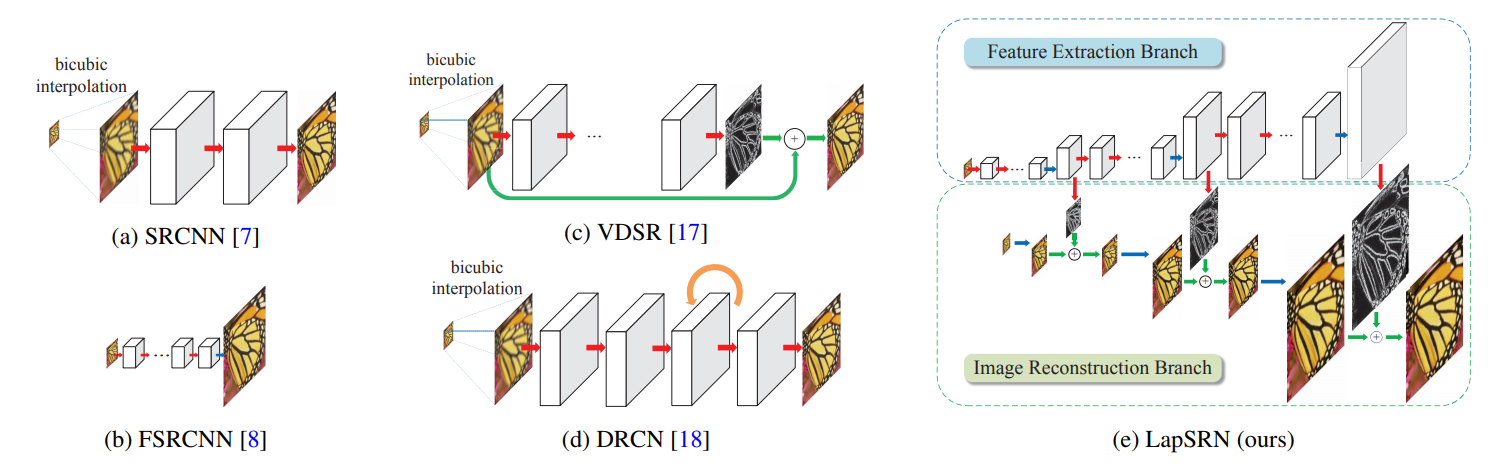 bicubic
interpolation
(a) SRCNN [7]
(b) FSRCNN [8]
bicubic
interpolation
...
+
(c) VDSR [17]
bicubic
interpolation
(d) DRCN [18]
Feature Extraction Branch
...
...
...
+
+
+
Image Reconstruction Branch
(e) LapSRN (ours)